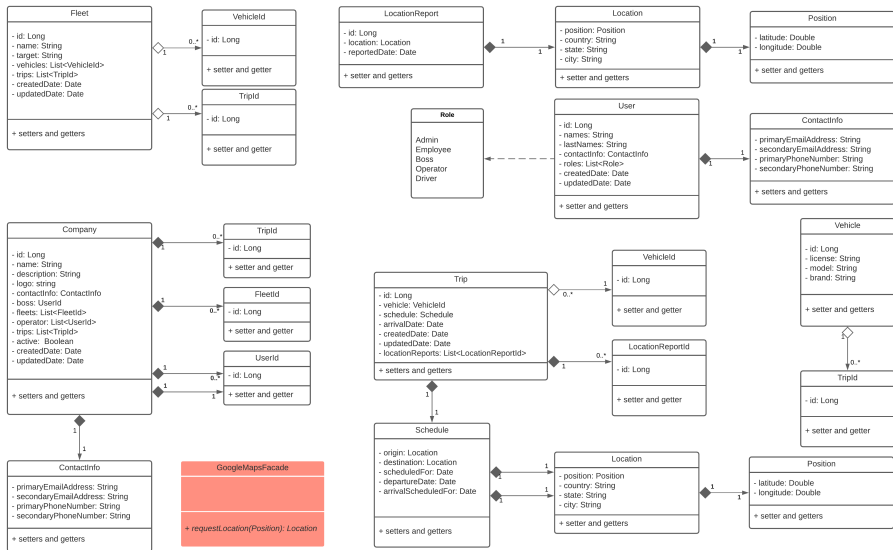 Fleet
- id: Long
- name: String
- target: String
- vehicles: List<VehicleId>
- trips: List<TripId>
- createdDate: Date
- updatedDate: Date
+ setters and getters
1
0..*
1
0..*
VehicleId
- id: Long
+ setter and getter
TripId
- id: Long
+ setter and getter
LocationReport
- id: Long
- location: Location
- reportedDate: Date
+ setter and getters
1
1
Location
- position: Position
- country: String
- state: String
- city: String
+ setter and getters
1
1
Position
- latitude: Double
- longitude: Double
+ setter and getters
Role
Admin
Employee
Boss
Operator
Driver
User
- id: Long
- names: String
- lastNames: String
- contactInfo: ContactInfo
- roles: List<Role>
- createdDate: Date
- updatedDate: Date
+ setter and getters
1
1
ContactInfo
- primaryEmailAddress: String
- secondaryEmailAddress: String
- primaryPhoneNumber: String
- secondaryPhoneNumber: String
+ setter and getters
Company
- id: Long
- name: String
- description: String
- logo: string
- contactInfo: ContactInfo
- boss: UserId
- fleets: List<FleetId>
- operator: List<UserId>
- trips: List<TripId>
- active:  Boolean
- createdDate: Date
- updatedDate: Date
+ setters and getters
1
0..*
1
0..*
1
0..*
1
1
1
1
TripId
- id: Long
+ setter and getter
FleetId
- id: Long
+ setter and getter
UserId
- id: Long
+ setter and getter
ContactInfo
- primaryEmailAddress: String
- secondaryEmailAddress: String
- primaryPhoneNumber: String
- secondaryPhoneNumber: String
+ setter and getters
GoogleMapsFacade
+ requestLocation(Position): Location
Trip
- id: Long
- vehicle: VehicleId
- schedule: Schedule
- arrivalDate: Date
- createdDate: Date
- updatedDate: Date
- locationReports: List<LocationReportId>
+ setters and getters
0..*
1
1
0..*
1
1
VehicleId
- id: Long
+ setter and getter
LocationReportId
- id: Long
+ setter and getter
Vehicle
- id: Long
- license: String
- model: String
- brand: String
+ setter and getters
1
0..*
TripId
- id: Long
+ setter and getter
Schedule
- origin: Location
- destination: Location
- scheduledFor: Date
- departureDate: Date
- arrivalScheduledFor: Date
+ setters and getters
1
1
1
1
Location
- position: Position
- country: String
- state: String
- city: String
+ setter and getters
1
1
Position
- latitude: Double
- longitude: Double
+ setter and getters